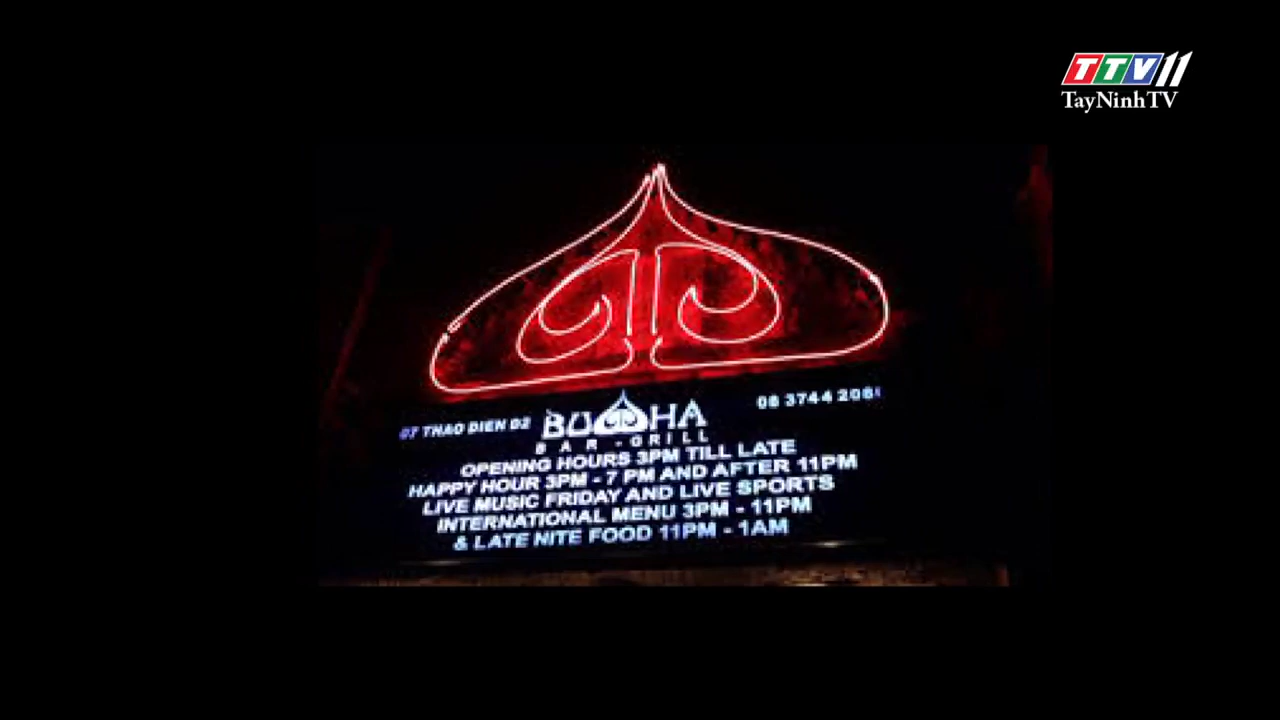 TTV11
TayNinhTV
07 THAO DIEN D2
BUDDHA
08 3744 208
BAR - GRILL
OPENING HOURS 3PM TILL LATE
HAPPY HOUR 3PM - 7 PM AND AFTER 11PM
LIVE MUSIC FRIDAY AND LIVE SPORTS
INTERNATIONAL MENU 3PM - 11PM
& LATE NITE FOOD 11PM - 1AM